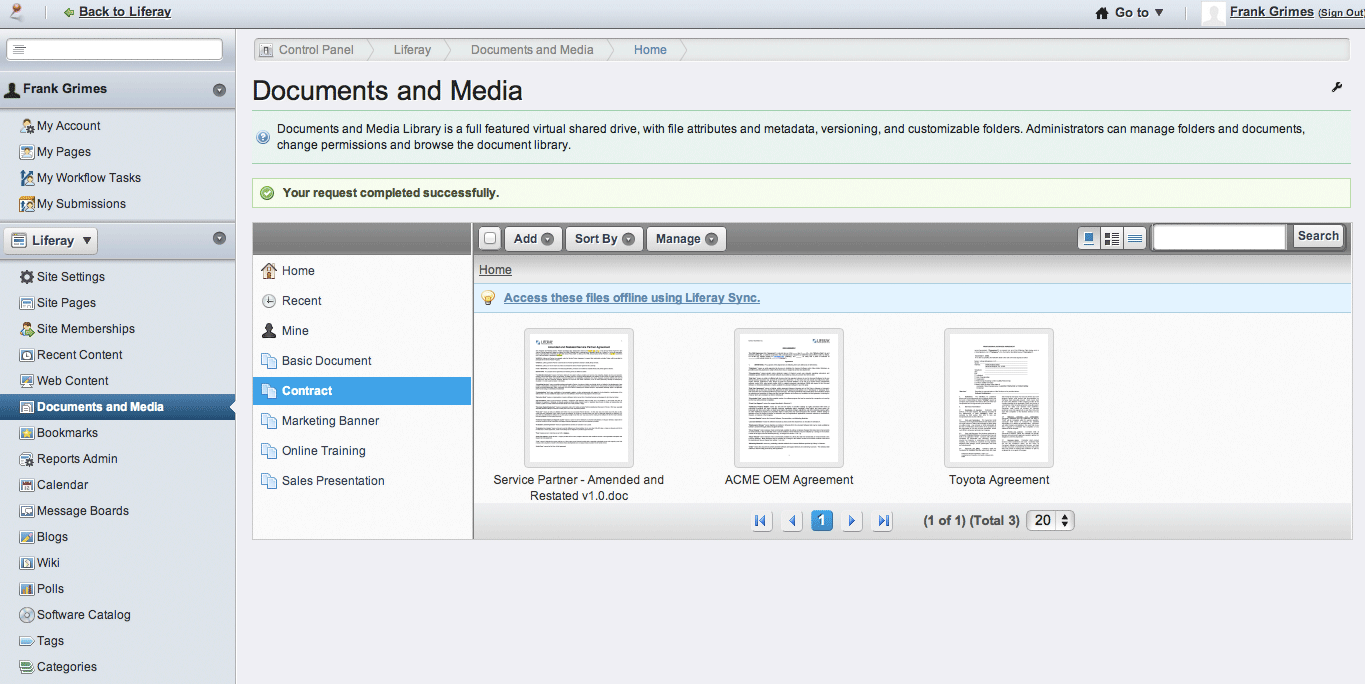 Back to Liferay
Go to ▼
Frank Grimes (Sign Out)
Frank Grimes
My Account
My Pages
My Workflow Tasks
My Submissions
Liferay ▼
Site Settings
Site Pages
Site Memberships
Recent Content
Web Content
Documents and Media
Bookmarks
Reports Admin
Calendar
Message Boards
Blogs
Wiki
Polls
Software Catalog
Tags
Categories
Control Panel Liferay Documents and Media Home
Documents and Media
Documents and Media Library is a full featured virtual shared drive, with file attributes and metadata, versioning, and customizable folders. Administrators can manage folders and documents,
change permissions and browse the document library.
Your request completed successfully.
Home
Recent
Mine
Basic Document
Contract
Marketing Banner
Online Training
Sales Presentation
Add Sort By Manage Search
Home
Access these files offline using Liferay Sync.
Service Partner - Amended and
Restated v1.0.doc
ACME OEM Agreement
Toyota Agreement
1 (1 of 1) (Total 3) 20